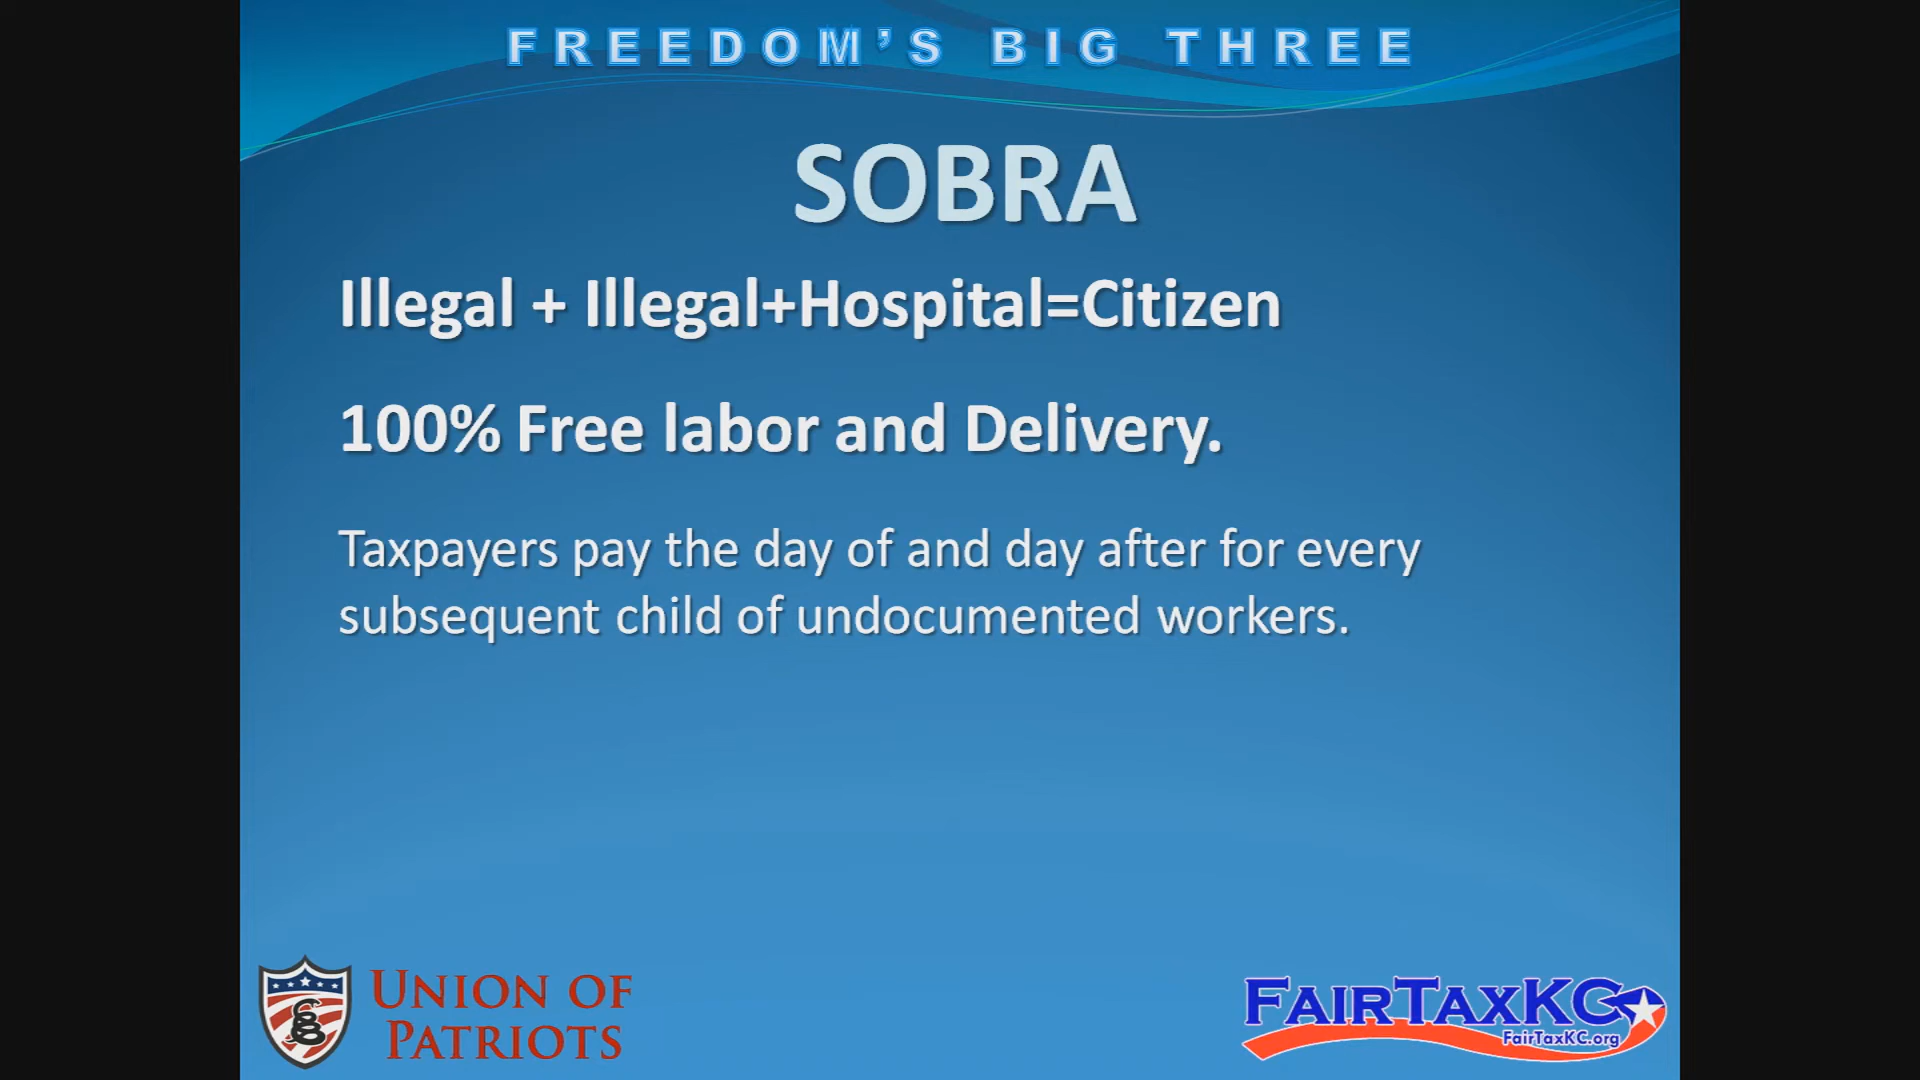 FREEDOM’S BIG THREE
SOBRA
Illegal + Illegal+Hospital=Citizen
100% Free labor and Delivery.
Taxpayers pay the day of and day after for every
subsequent child of undocumented workers.
UNION OF
PATRIOTS
FAIRTAXKC
FairTaxKC.org